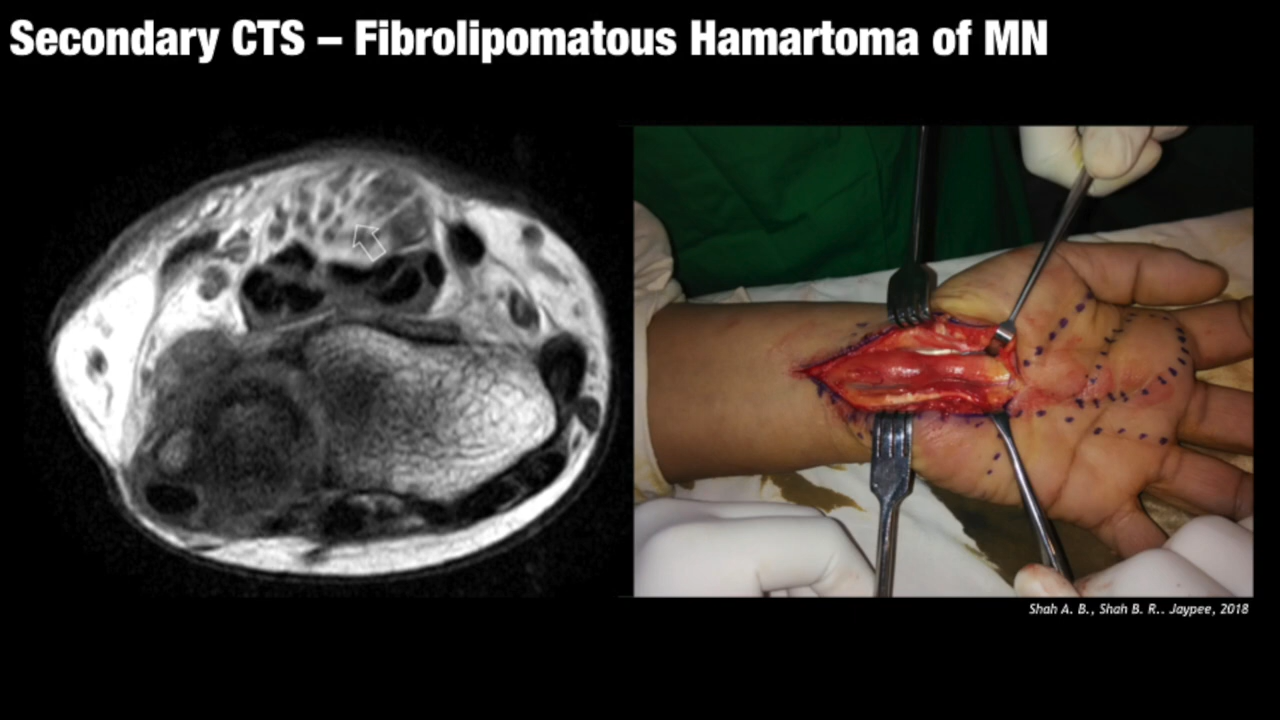 Secondary CTS – Fibrolipomatous Hamartoma of MN
Shah A. B., Shah B. R.. Jaypee, 2018